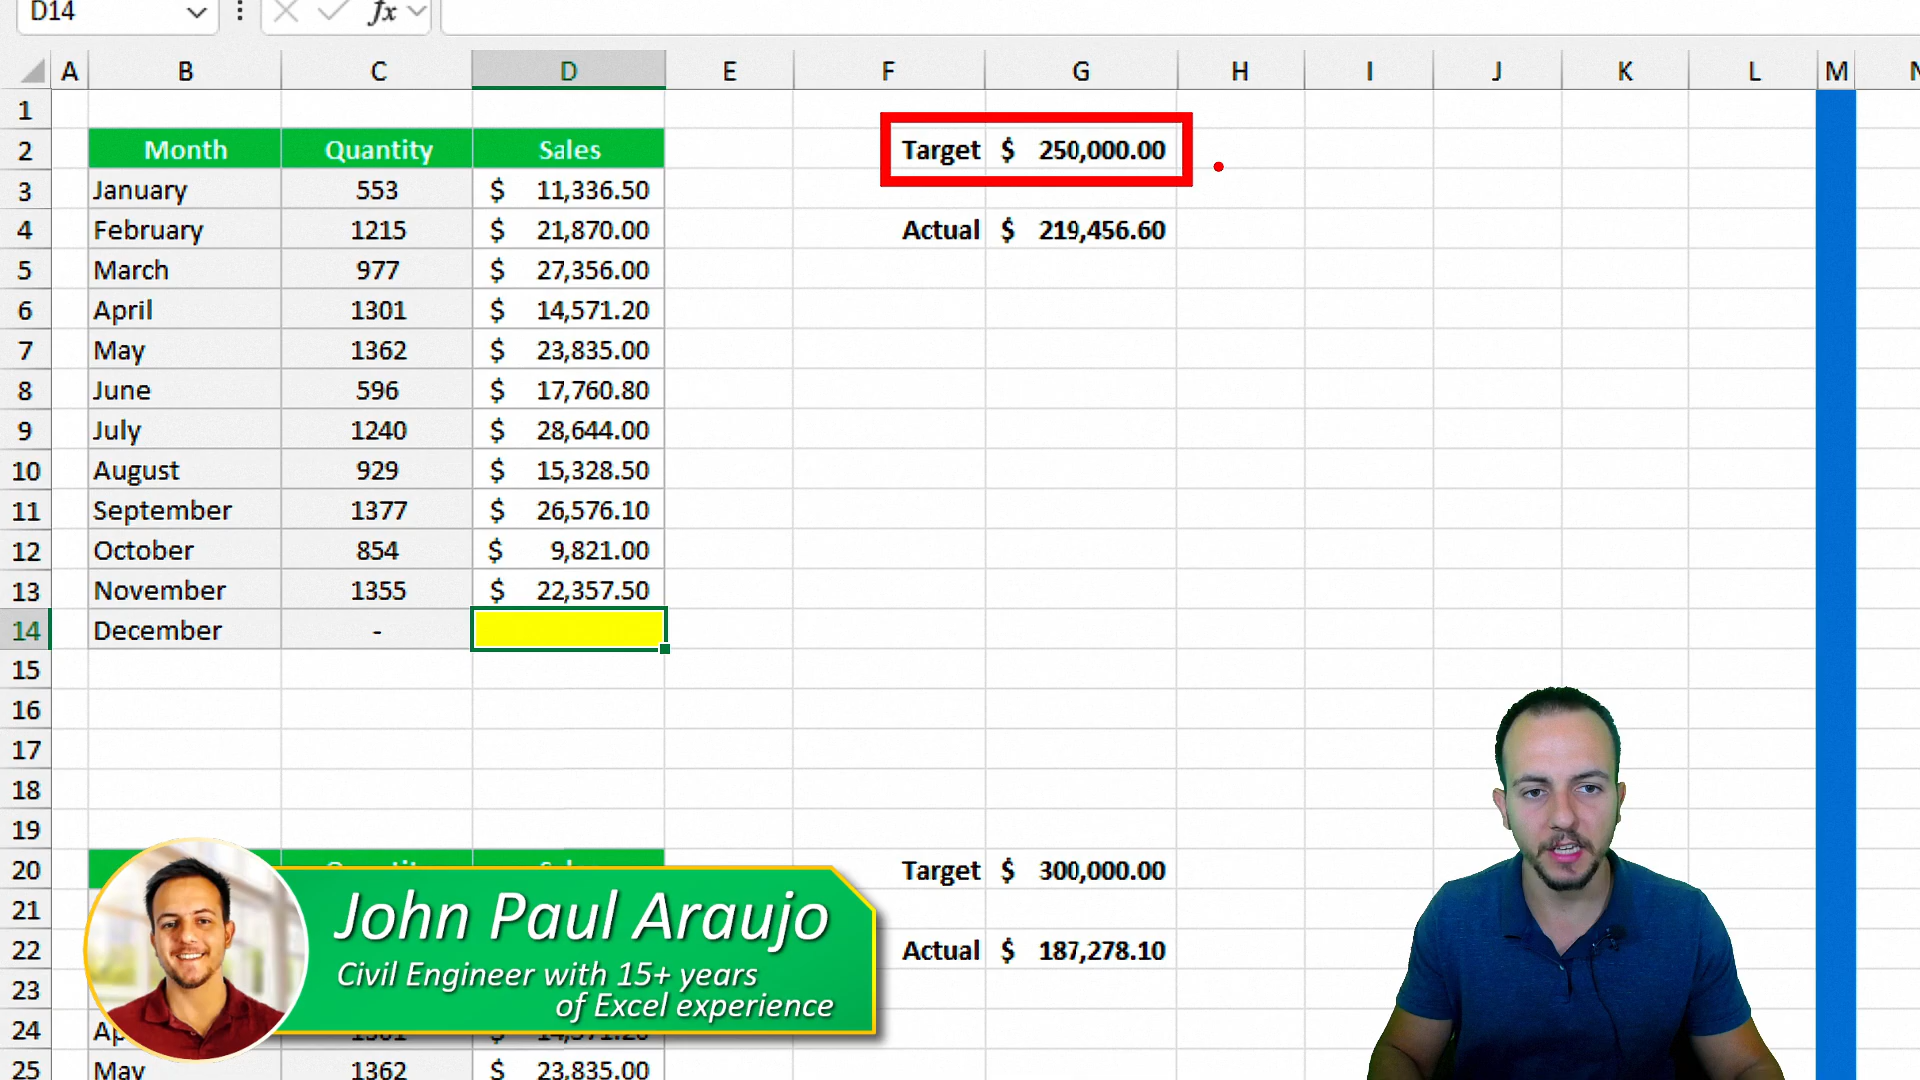 D14 fx
A B C D E F G H I J K L M
1
2 Month Quantity Sales Target $ 250,000.00
3 January 553 $ 11,336.50
4 February 1215 $ 21,870.00 Actual $ 219,456.60
5 March 977 $ 27,356.00
6 April 1301 $ 14,571.20
7 May 1362 $ 23,835.00
8 June 596 $ 17,760.80
9 July 1240 $ 28,644.00
10 August 929 $ 15,328.50
11 September 1377 $ 26,576.10
12 October 854 $ 9,821.00
13 November 1355 $ 22,357.50
14 December -
15
16
17
18
19
20 Target $ 300,000.00
21
22 Actual $ 187,278.10
23
24
25 May 1362 $ 23,835.00
John Paul Araujo
Civil Engineer with 15+ years
of Excel experience